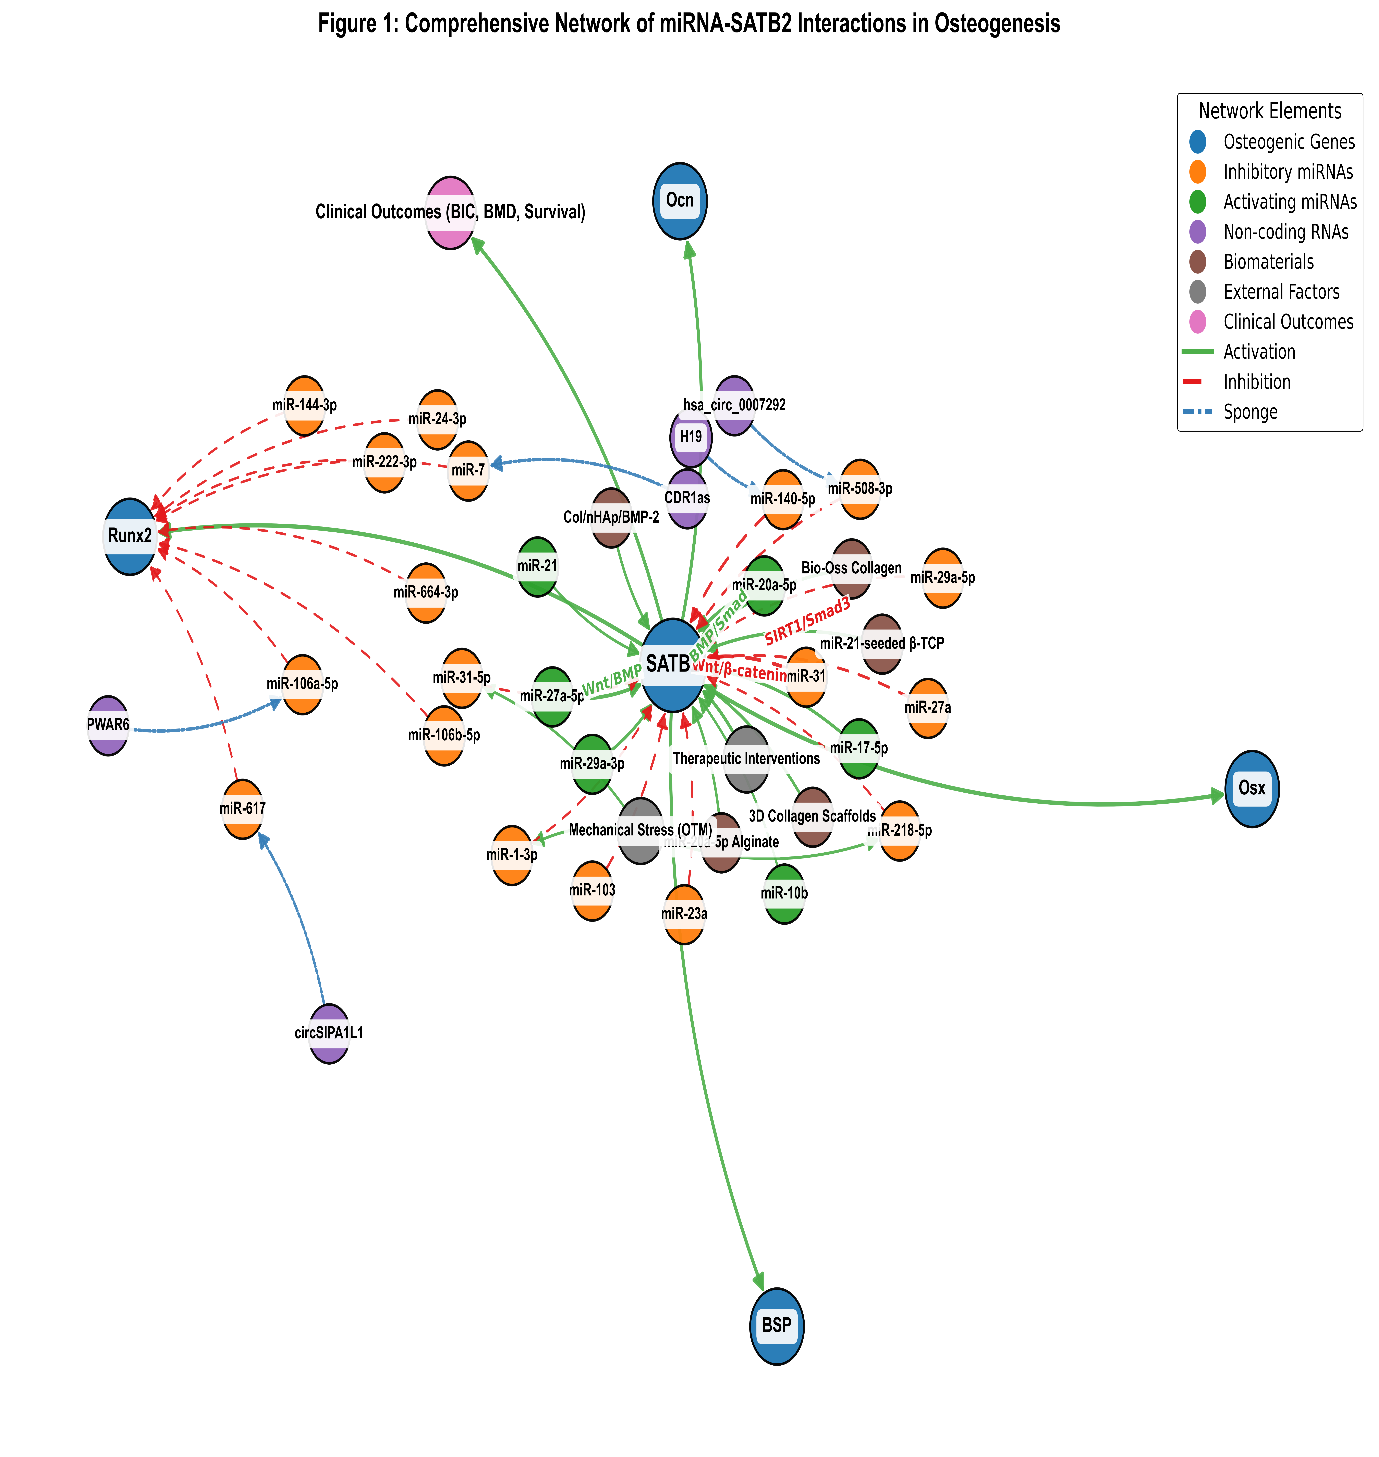 Figure 1: Comprehensive Network of miRNA-SATB2 Interactions in Osteogenesis
Network Elements
Osteogenic Genes
Inhibitory miRNAs
Activating miRNAs
Non-coding RNAs
Biomaterials
External Factors
Clinical Outcomes
Activation
Inhibition
Sponge
Clinical Outcomes (BIC, BMD, Survival)
Ocn
miR-144-3p
miR-24-3p
hsa_circ_0007292
H19
miR-222-3p
miR-7
CDR1as
miR-140-5p
miR-508-3p
Col/nHAp/BMP-2
Runx2
miR-21
miR-664-3p
miR-20a-5p
Bio-Oss Collagen
miR-29a-5p
BMP/Smad
SIRT1/Smad3
miR-21-seeded β-TCP
SATB
Wnt/β-catenin
miR-31
Wnt/BMP
miR-31-5p
miR-27a-5p
miR-27a
miR-106a-5p
PWAR6
miR-106b-5p
miR-17-5p
Therapeutic Interventions
miR-29a-3p
Osx
miR-617
3D Collagen Scaffolds
miR-218-5p
Mechanical Stress (OTM)
5p Alginate
miR-1-3p
miR-103
miR-10b
miR-23a
circSIPA1L1
BSP